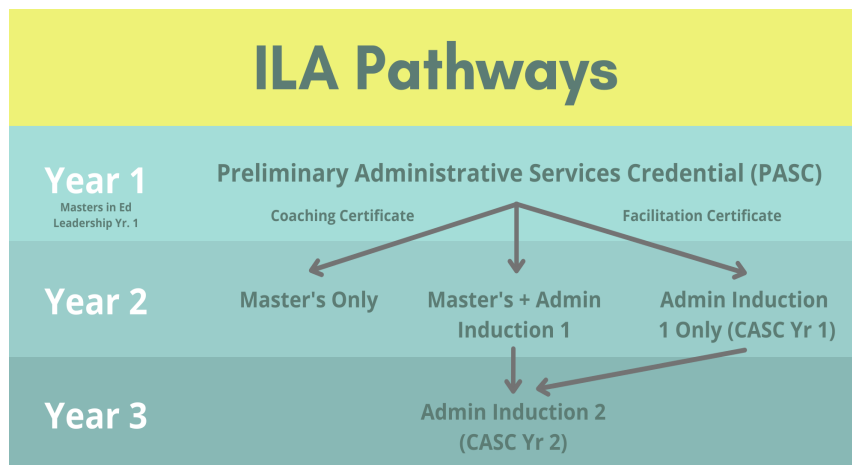 ILA Pathways
Year 1
Masters in Ed
Leadership Yr. 1
Preliminary Administrative Services Credential (PASC)
Coaching Certificate
Facilitation Certificate
Year 2
Master's Only
Master's + Admin
Induction 1
Admin Induction
1 Only (CASC Yr 1)
Year 3
Admin Induction 2
(CASC Yr 2)